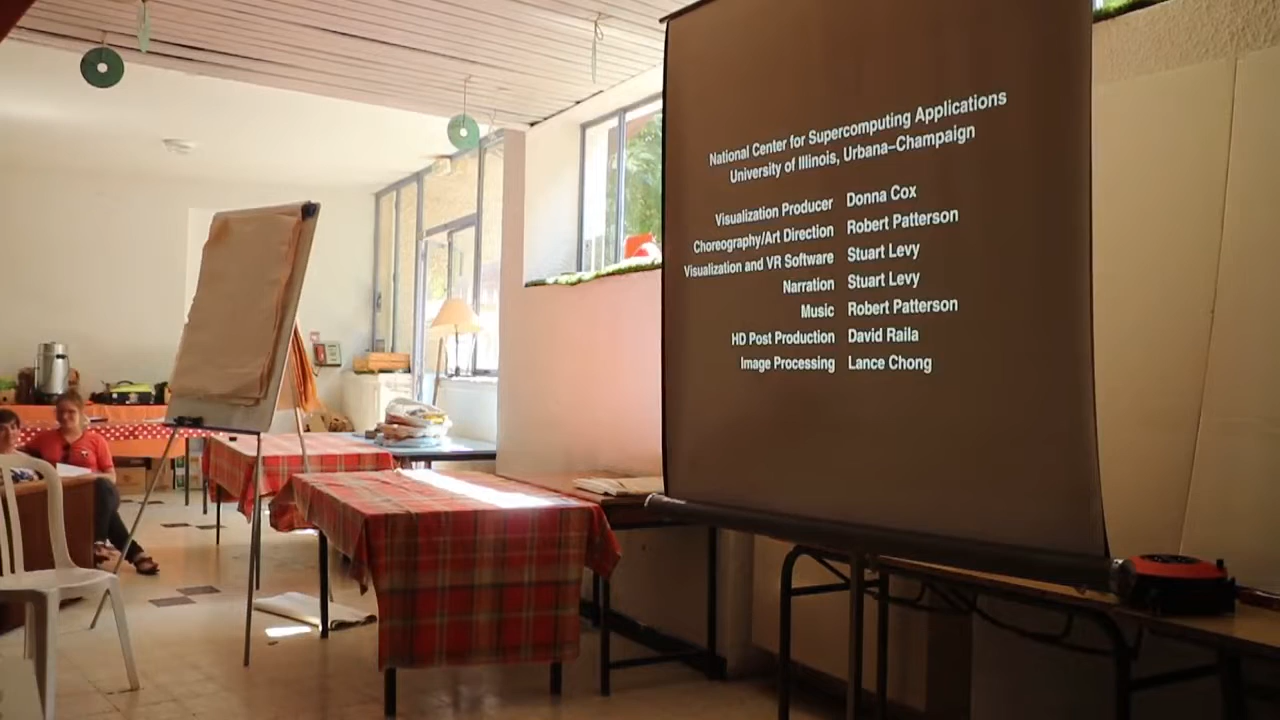 National Center for Supercomputing Applications
University of Illinois, Urbana–Champaign
Visualization Producer Donna Cox
Choreography/Art Direction Robert Patterson
Visualization and VR Software Stuart Levy
Narration Stuart Levy
Music Robert Patterson
HD Post Production David Raila
Image Processing Lance Chong